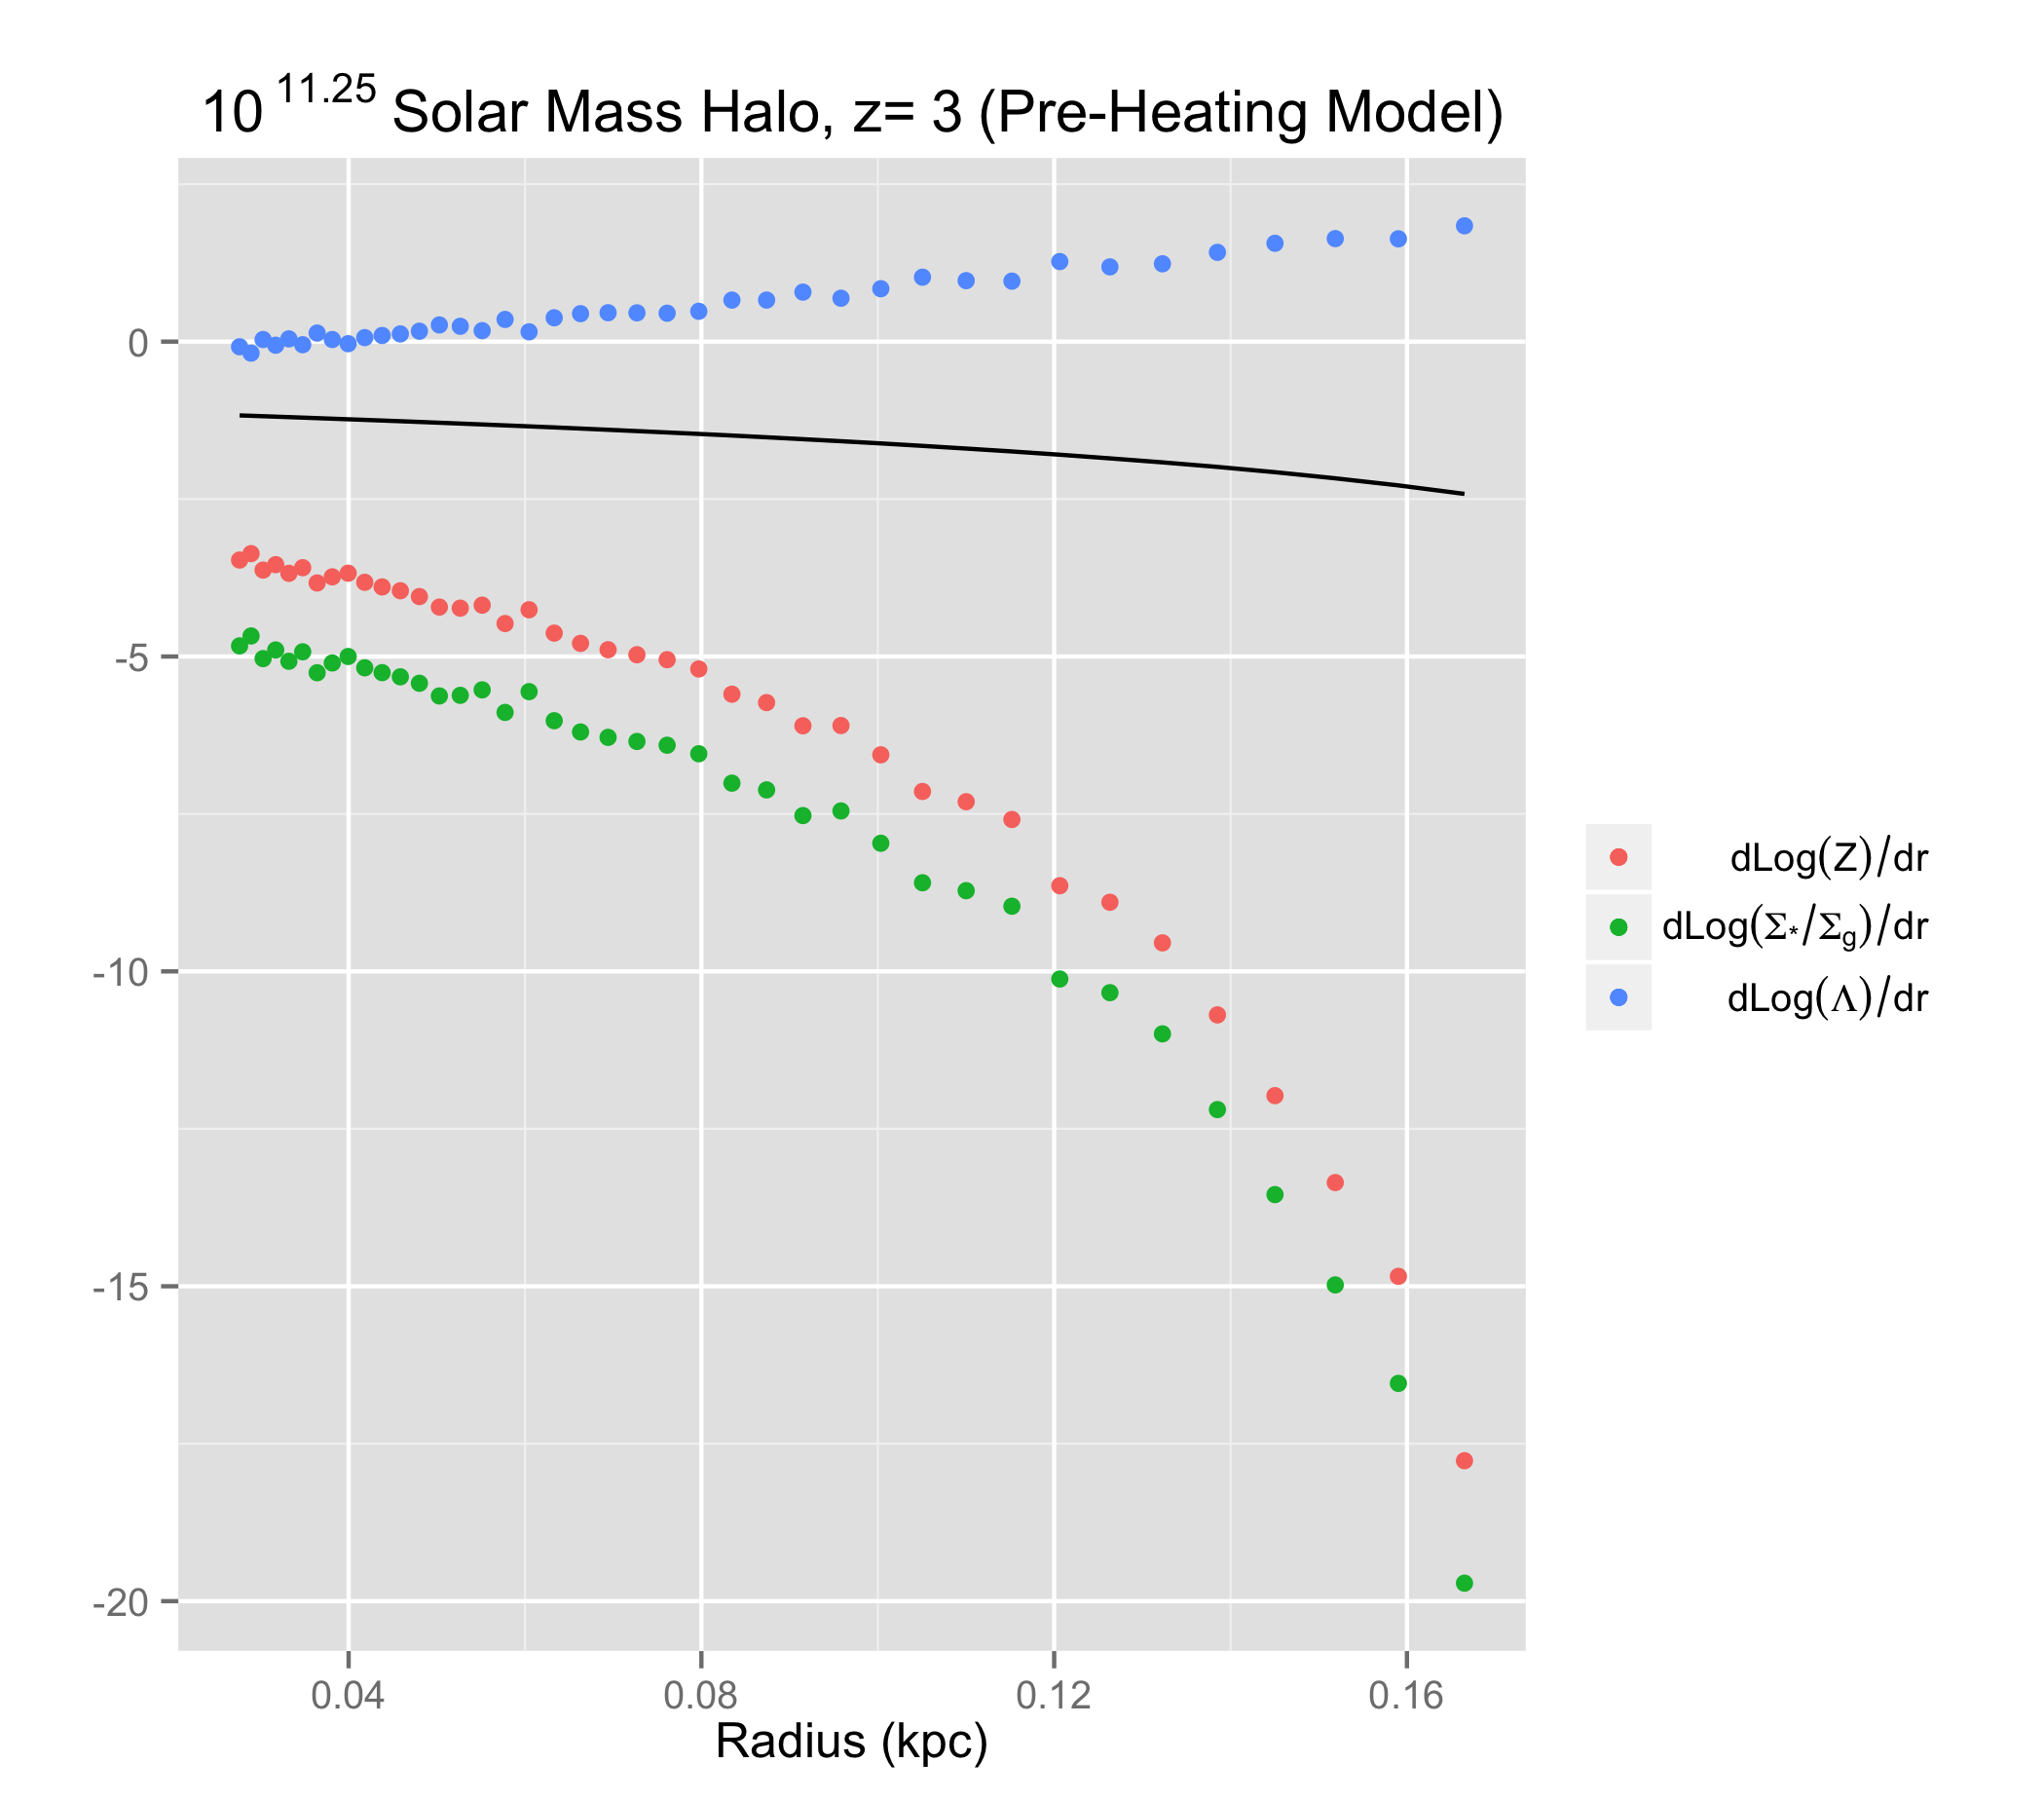 10^11.25 Solar Mass Halo, z= 3 (Pre-Heating Model)
0
-5
-10
-15
-20
0.04 0.08 0.12 0.16
Radius (kpc)
dLog(Z)/dr
dLog(Σ*/Σg)/dr
dLog(Λ)/dr